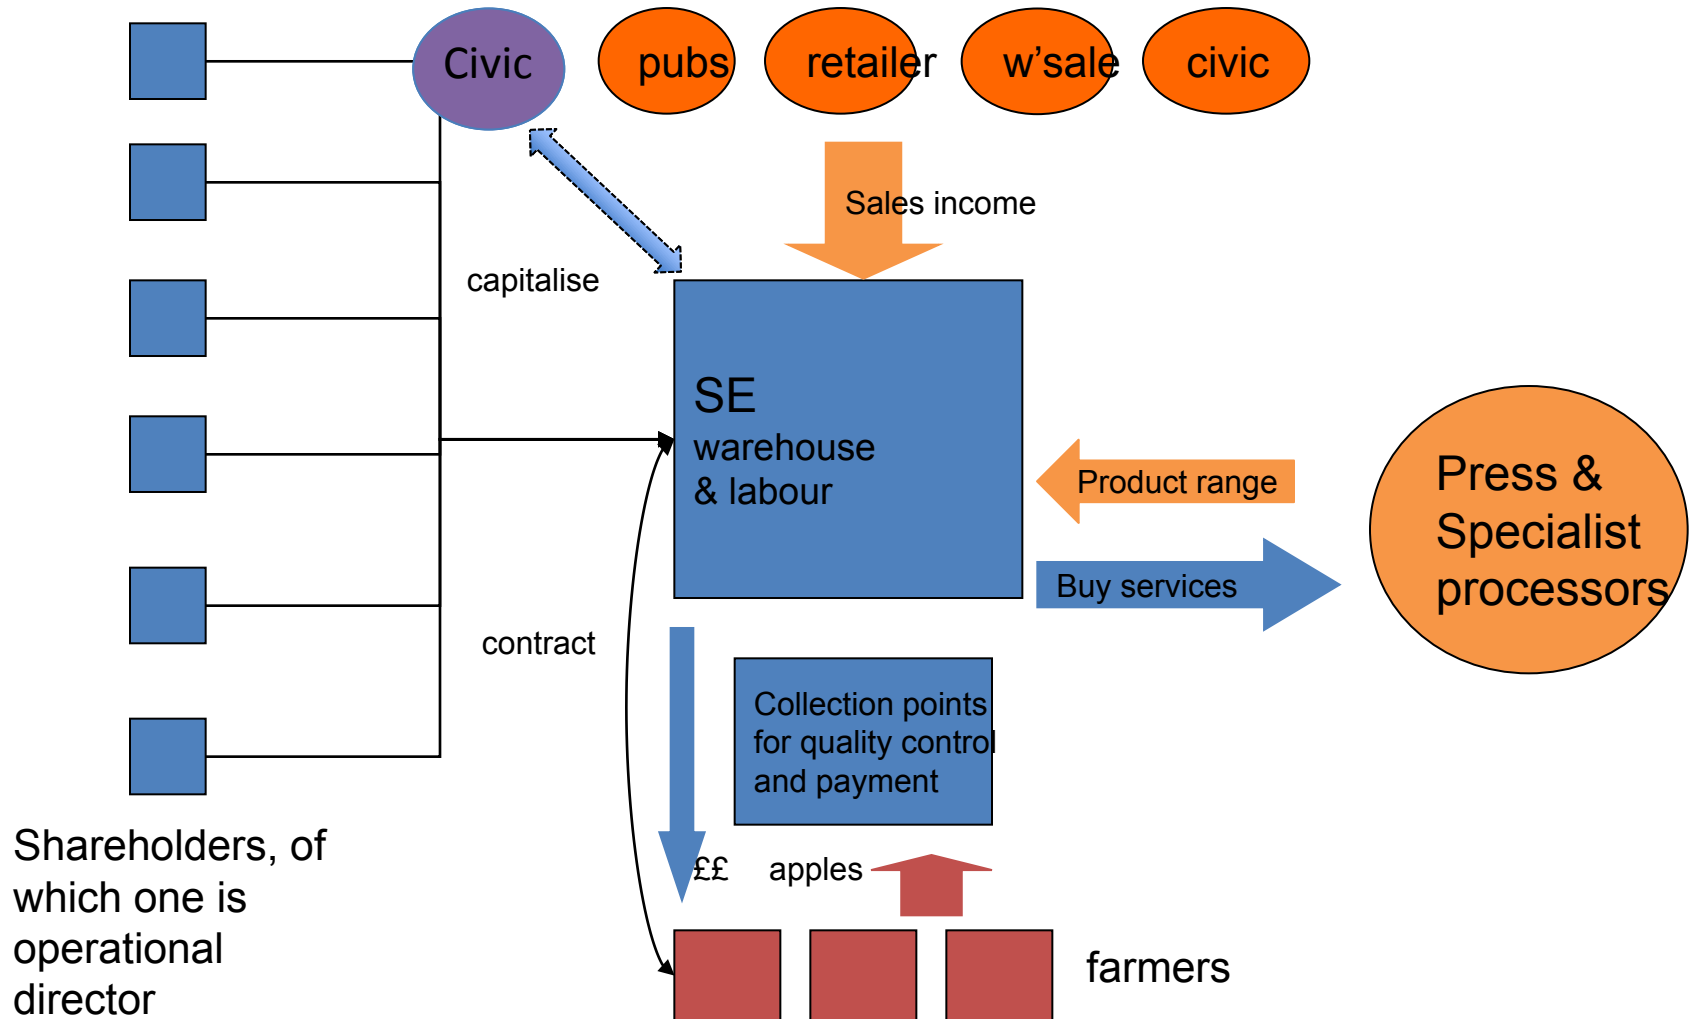 Civic
pubs
retailer
w'sale
civic
Sales income
capitalise
SE
warehouse
& labour
Product range
Press &
Specialist
processors
Buy services
contract
Collection points
for quality control
and payment
££
apples
Shareholders, of
which one is
operational
director
farmers